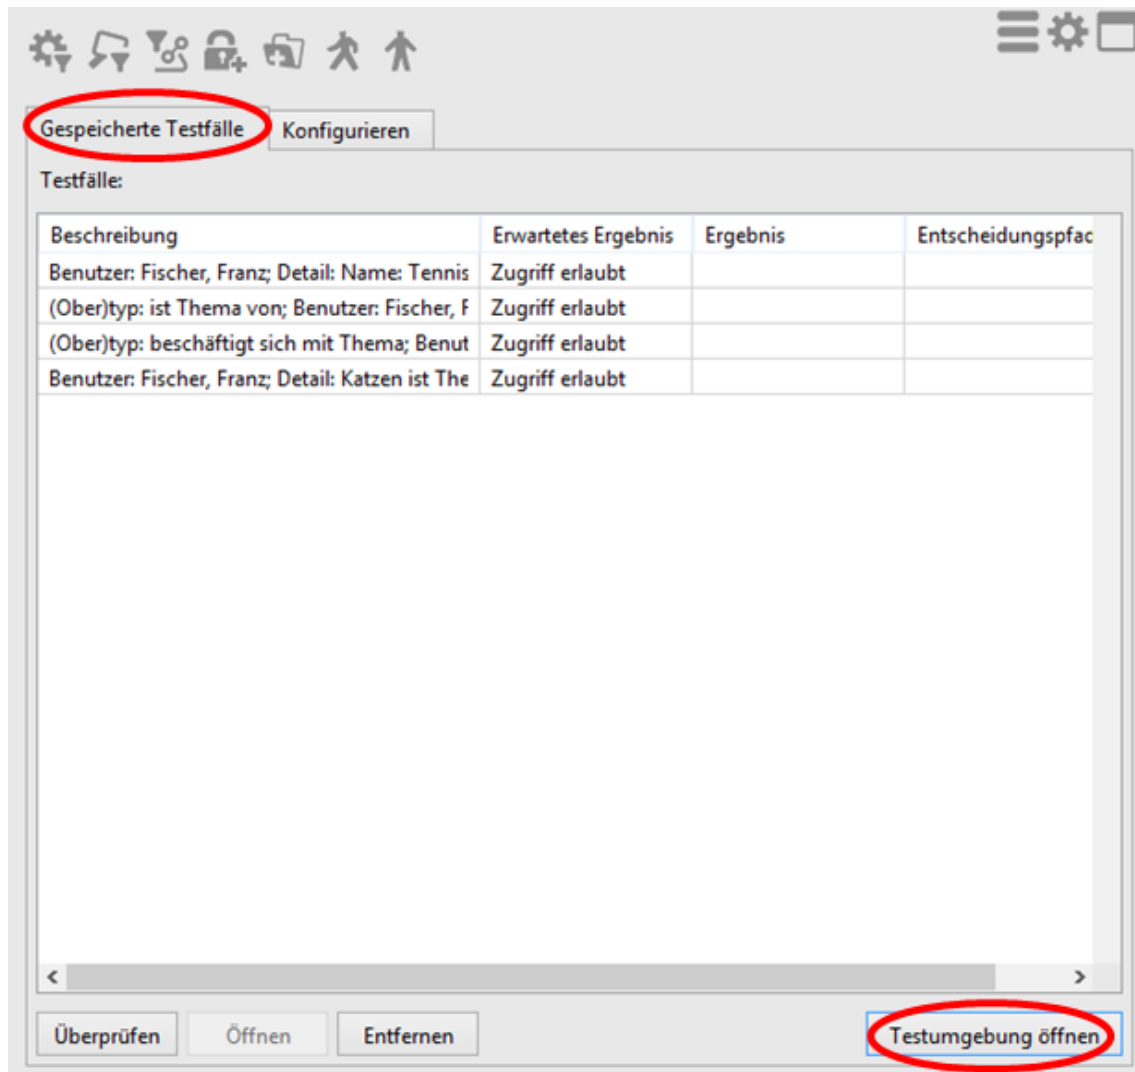 Gespeicherte Testfälle Konfigurieren
Testfälle:
Beschreibung Erwartetes Ergebnis Ergebnis Entscheidungspfad
Benutzer: Fischer, Franz; Detail: Name: Tennis Zugriff erlaubt
(Ober)typ: ist Thema von; Benutzer: Fischer, F Zugriff erlaubt
(Ober)typ: beschäftigt sich mit Thema; Benut Zugriff erlaubt
Benutzer: Fischer, Franz; Detail: Katzen ist The Zugriff erlaubt
Überprüfen Öffnen Entfernen Testumgebung öffnen